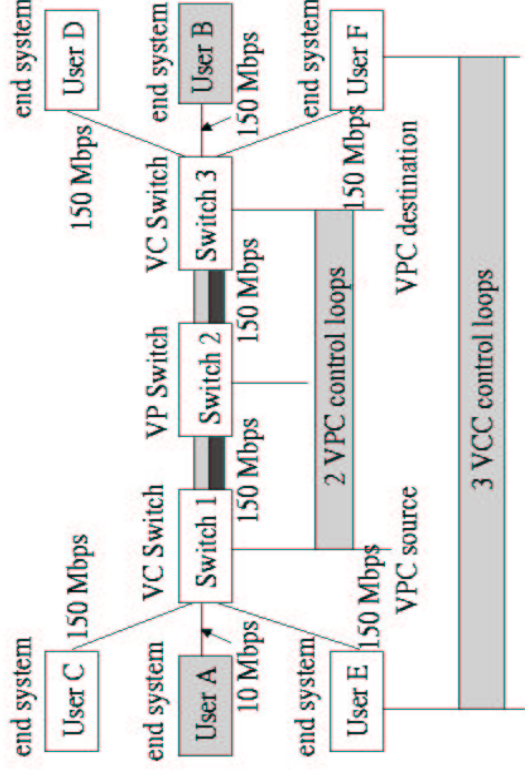 end system
User C
150 Mbps
end system
User A
10 Mbps
end system
User E
150 Mbps
VC Switch
Switch 1
150 Mbps
VPC source
VP Switch
Switch 2
150 Mbps
VC Switch
Switch 3
VPC destination
150 Mbps
end system
User D
150 Mbps
end system
User B
150 Mbps
end system
User F
2 VPC control loops
3 VCC control loops